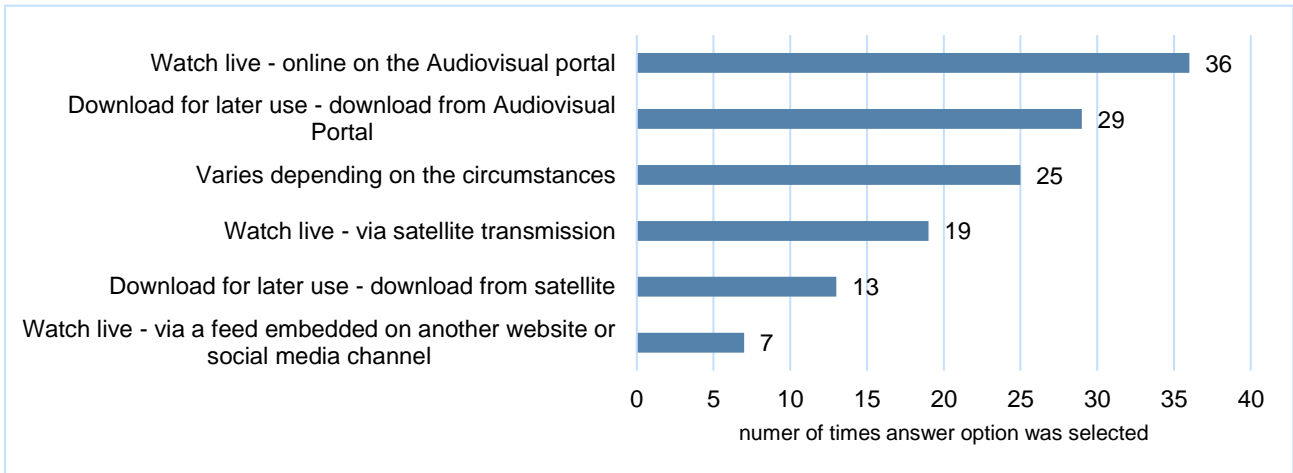 Watch live - online on the Audiovisual portal
36
Download for later use - download from Audiovisual
Portal
29
Varies depending on the circumstances
25
Watch live - via satellite transmission
19
Download for later use - download from satellite
13
Watch live - via a feed embedded on another website or
social media channel
7
0 5 10 15 20 25 30 35 40
numer of times answer option was selected